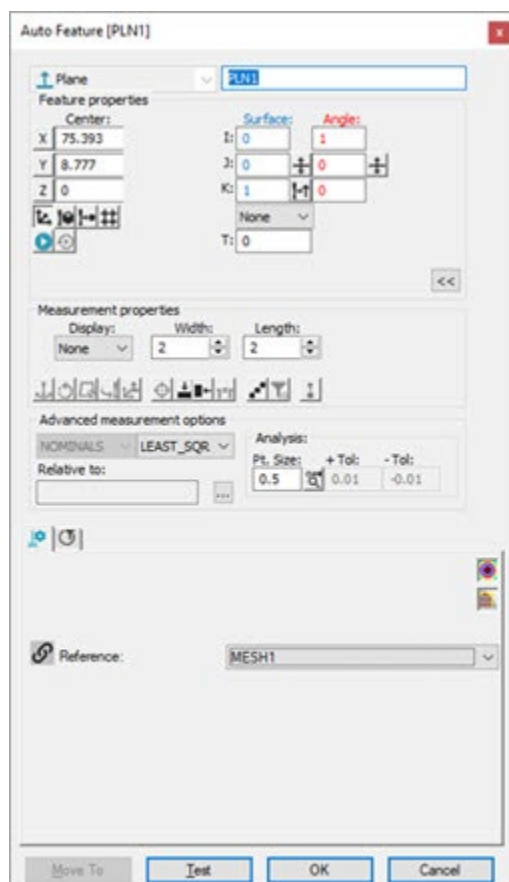 Auto Feature [PLN1]
Plane PLN1
Feature properties
Center: Surface: Angle:
X 75.393 I: 0 1
Y 8.777 J: 0 0
Z 0 K: 1 0
None
T: 0
<<
Measurement properties
Display: Width: Length:
None 2 2
Advanced measurement options
NOMINALS LEAST_SQR
Analysis:
Pt. Size: + Tol: - Tol:
0.5 0.01 -0.01
Relative to:
...
Reference: MESH1
Move To Test OK Cancel